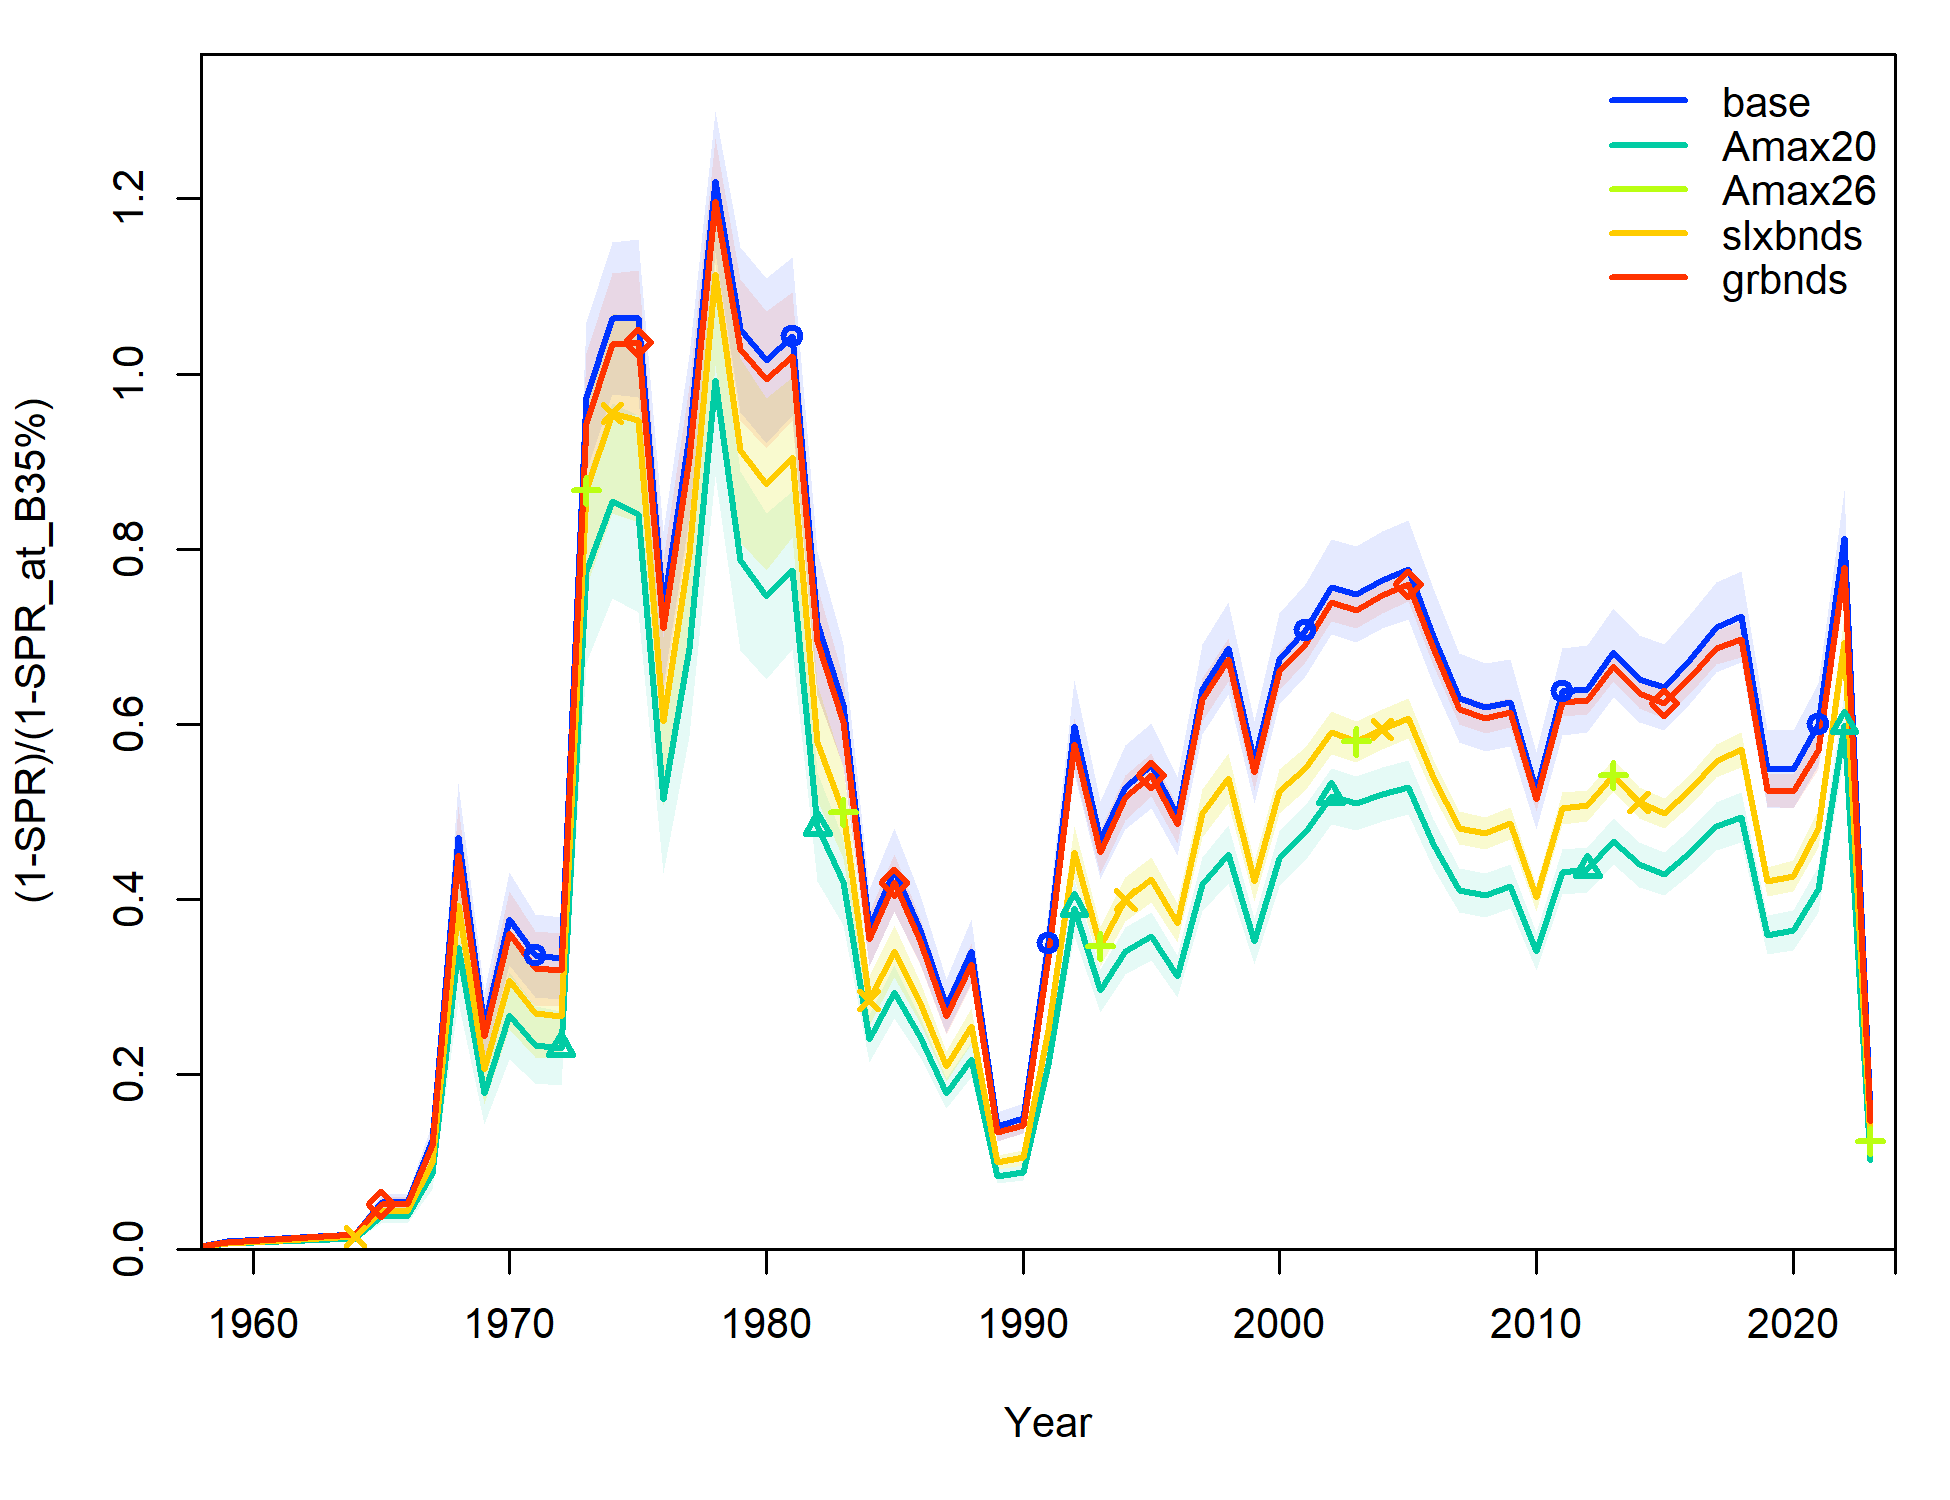 (1-SPR)/(1-SPR_at_B35%)
1.2
1.0
0.8
0.6
0.4
0.2
0.0
base
Amax20
Amax26
slxbnds
grbnds
1960 1970 1980 1990 2000 2010 2020
Year